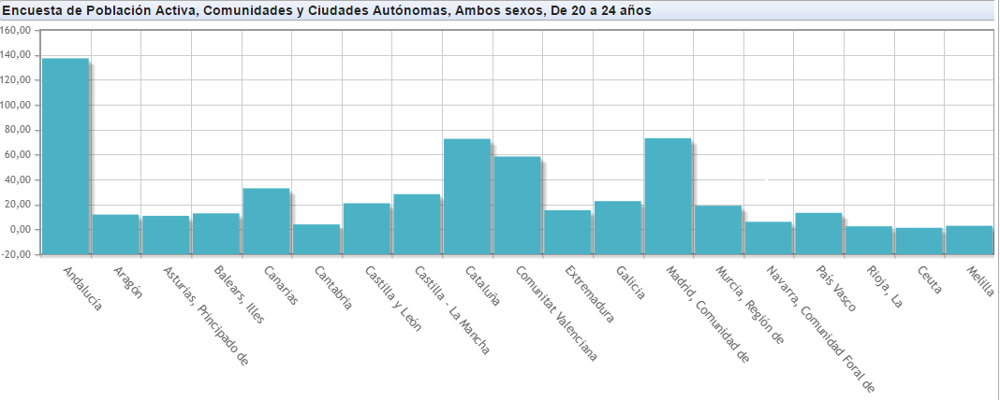 Encuesta de Población Activa, Comunidades y Ciudades Autónomas, Ambos sexos, De 20 a 24 años
160,00
140,00
120,00
100,00
80,00
60,00
40,00
20,00
0,00
-20,00
Andalucía
Aragón
Asturias, Principado de
Balears, Illes
Canarias
Cantabria
Castilla y León
Castilla - La Mancha
Cataluña
Comunitat Valenciana
Extremadura
Galicia
Madrid, Comunidad de
Murcia, Región de
Navarra, Comunidad Foral de
País Vasco
Rioja, La
Ceuta
Melilla